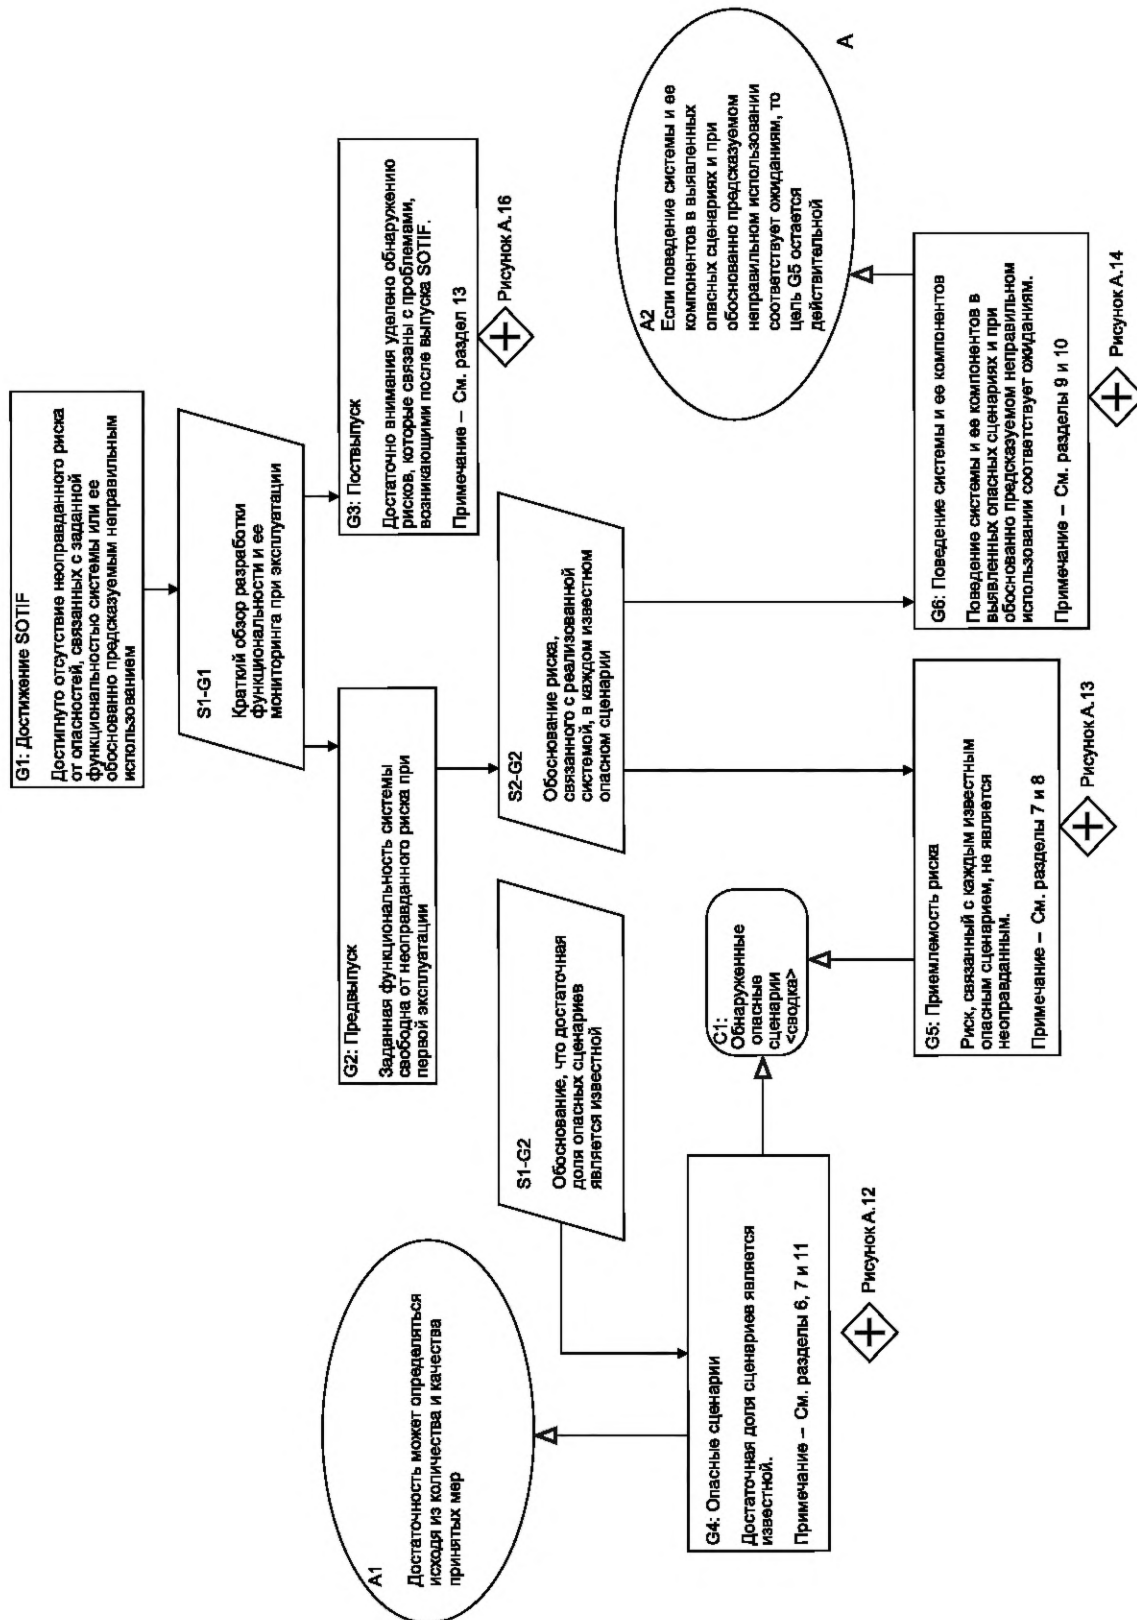 G1: Достижение SOTIF
Достигнуто отсутствие неоправданного риска
от опасностей, связанных с заданной
функциональностью системы или ее
обоснованно предсказуемым неправильным
использованием
S1-G1
Краткий обзор разработки
функциональности и ее
мониторинга при эксплуатации
G2: Предвыпуск
Заданная функциональность системы
свободна от неоправданного риска при
первой эксплуатации
G3: Поствыпуск
Достаточно внимания уделено обнаружению
рисков, которые связаны с проблемами,
возникающими после выпуска SOTIF.
Примечание – См. раздел 13
Рисунок А.16
A1
Достаточность может определяться
исходя из количества и качества
принятых мер
S1-G2
Обоснование, что достаточная
доля опасных сценариев
является известной
S2-G2
Обоснование риска,
связанного с реализованной
системой, в каждом известном
опасном сценарии
A2
Если поведение системы и ее
компонентов в выявленных
опасных сценариях и при
обоснованно предсказуемом
неправильном использовании
соответствует ожиданиям, то
цель G5 остается
действительной
А
G4: Опасные сценарии
Достаточная доля сценариев является
известной.
Примечание – См. разделы 6, 7 и 11
Рисунок А.12
C1:
Обнаруженные
опасные
сценарии
<сводка>
G5: Приемлемость риска
Риск, связанный с каждым известным
опасным сценарием, не является
неоправданным.
Примечание – См. разделы 7 и 8
Рисунок А.13
G6: Поведение системы и ее компонентов
Поведение системы и ее компонентов в
выявленных опасных сценариях и при
обоснованно предсказуемом неправильном
использовании соответствует ожиданиям.
Примечание – См. разделы 9 и 10
Рисунок А.14